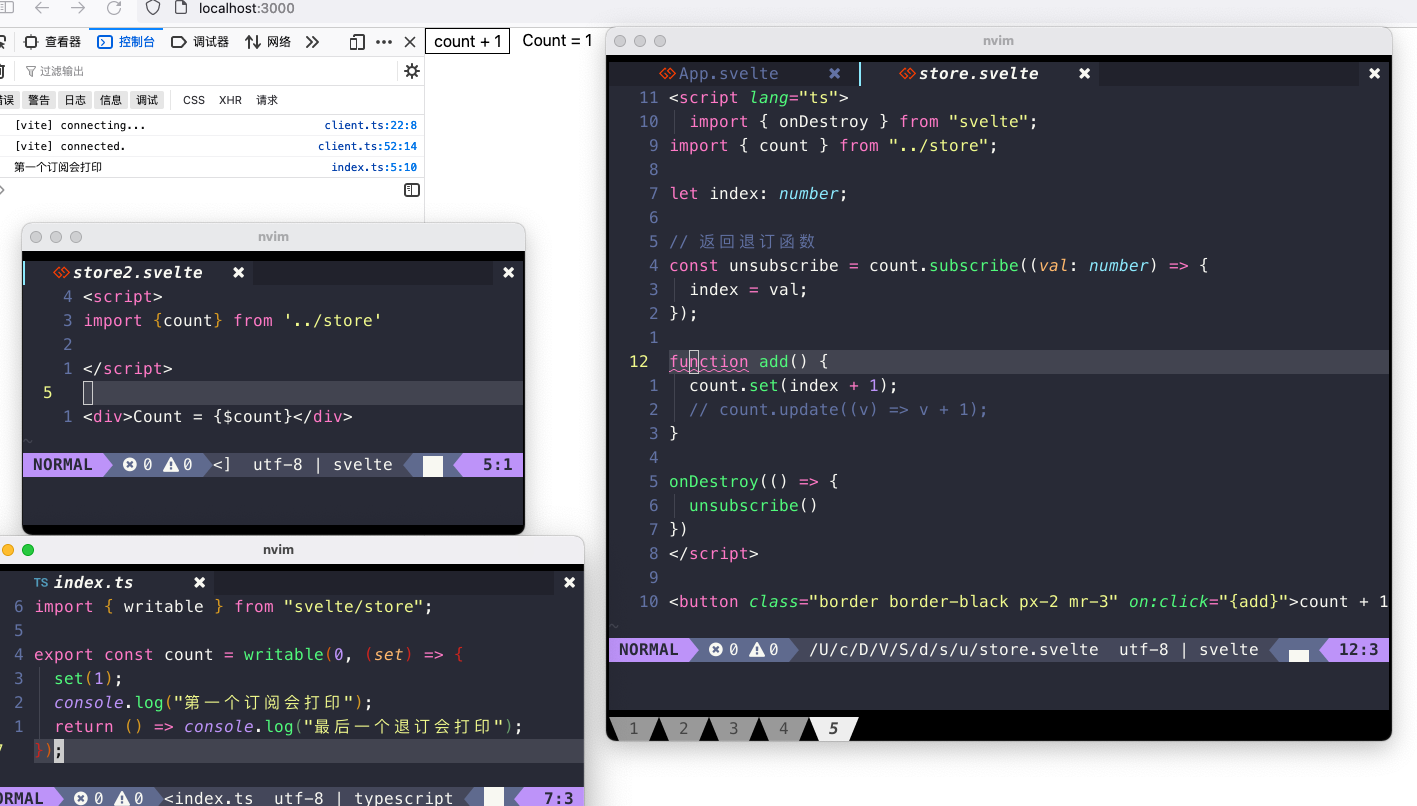 localhost:3000
查看器 控制台 调试器 网络
count + 1 Count = 1
过滤输出
警告 日志 信息 调试 CSS XHR 请求
[vite] connecting... client.ts:22:8
[vite] connected. client.ts:52:14
第一个订阅会打印 index.ts:5:10
nvim
store2.svelte
4 <script>
3 import {count} from '../store'
2
1 </script>
5
1 <div>Count = {$count}</div>
~
NORMAL 0 0 <] utf-8 | svelte 5:1
nvim
TS index.ts
6 import { writable } from "svelte/store";
5
4 export const count = writable(0, (set) => {
3 set(1);
2 console.log("第一个订阅会打印");
1 return () => console.log("最后一个退订会打印");
});
RMAL 0 0 <index.ts utf-8 | typescript 7:3
nvim
App.svelte store.svelte
11 <script lang="ts">
10 import { onDestroy } from "svelte";
9 import { count } from "../store";
8
7 let index: number;
6
5 // 返回退订函数
4 const unsubscribe = count.subscribe((val: number) => {
3 index = val;
2 });
1
12 function add() {
1 count.set(index + 1);
2 // count.update((v) => v + 1);
3 }
4
5 onDestroy(() => {
6 unsubscribe()
7 })
8 </script>
9
10 <button class="border border-black px-2 mr-3" on:click="{add}">count + 1
~
NORMAL 0 0 /U/c/D/V/S/d/s/u/store.svelte utf-8 | svelte 12:3
1 2 3 4 5